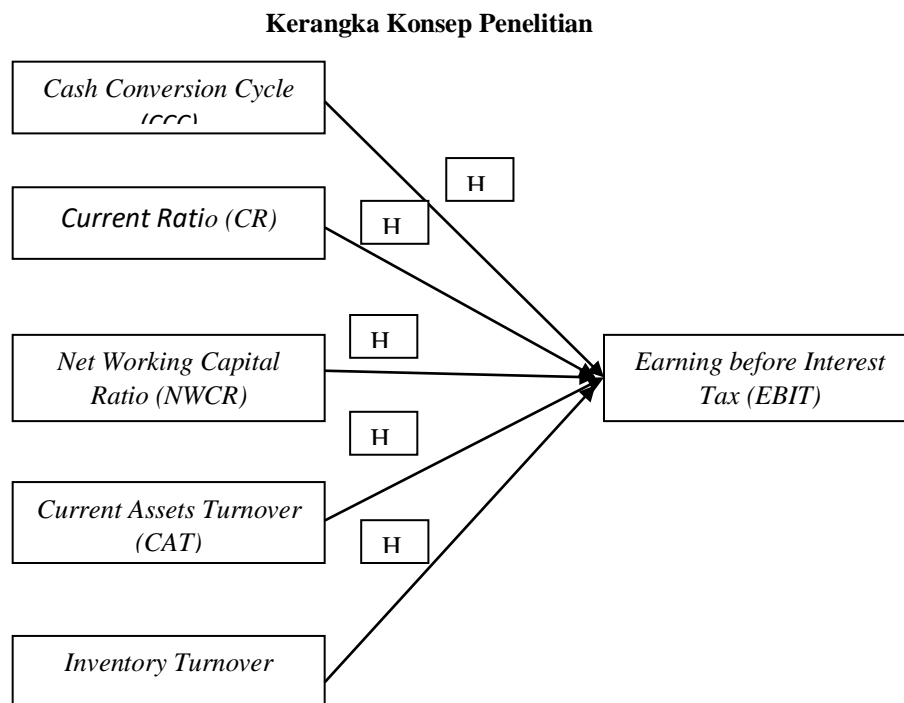 Kerangka Konsep Penelitian
Cash Conversion Cycle
(CCC)
H
Current Ratio (CR)
H
H
Net Working Capital
Ratio (NWCR)
Earning before Interest
Tax (EBIT)
H
Current Assets Turnover
(CAT)
H
Inventory Turnover